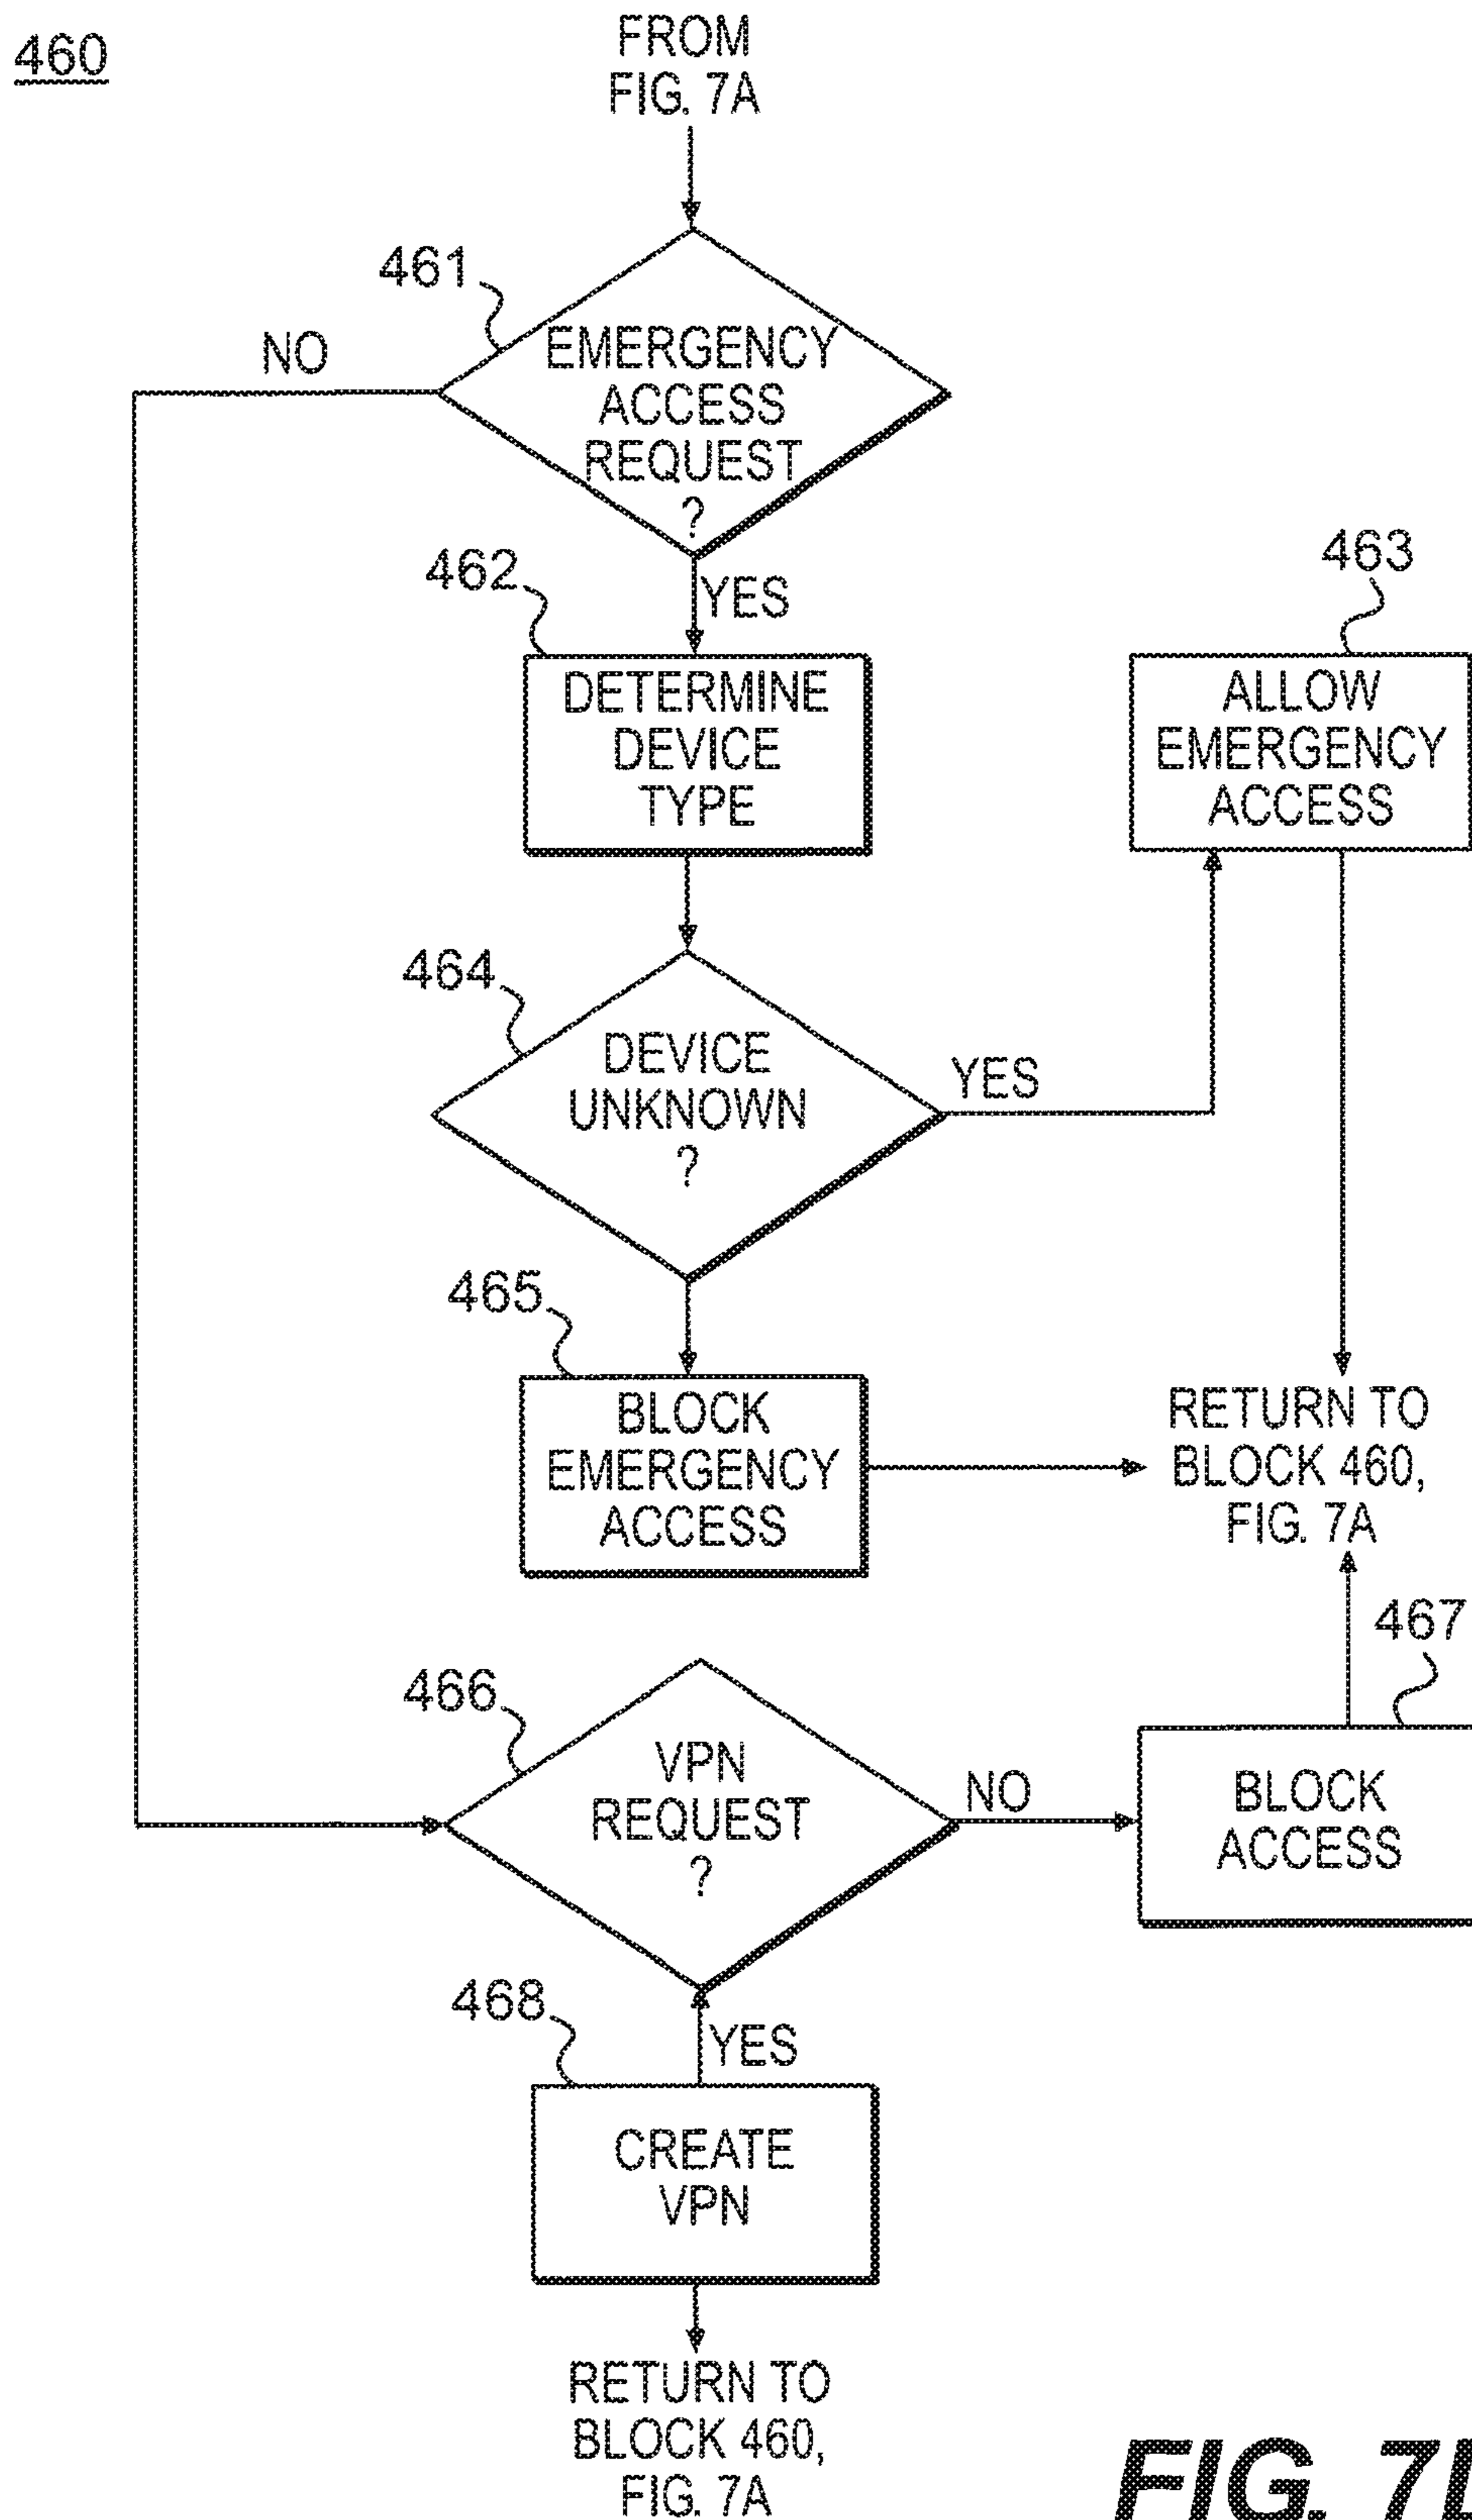 460
FROM
FIG. 7A
461
NO
EMERGENCY
ACCESS
REQUEST
?
462
YES
463
DETERMINE
DEVICE
TYPE
ALLOW
EMERGENCY
ACCESS
464
DEVICE
UNKNOWN
?
YES
465
BLOCK
EMERGENCY
ACCESS
RETURN TO
BLOCK 460,
FIG. 7A
467
466
VPN
REQUEST
?
NO
BLOCK
ACCESS
468
YES
CREATE
VPN
RETURN TO
BLOCK 460,
FIG. 7A
FIG.